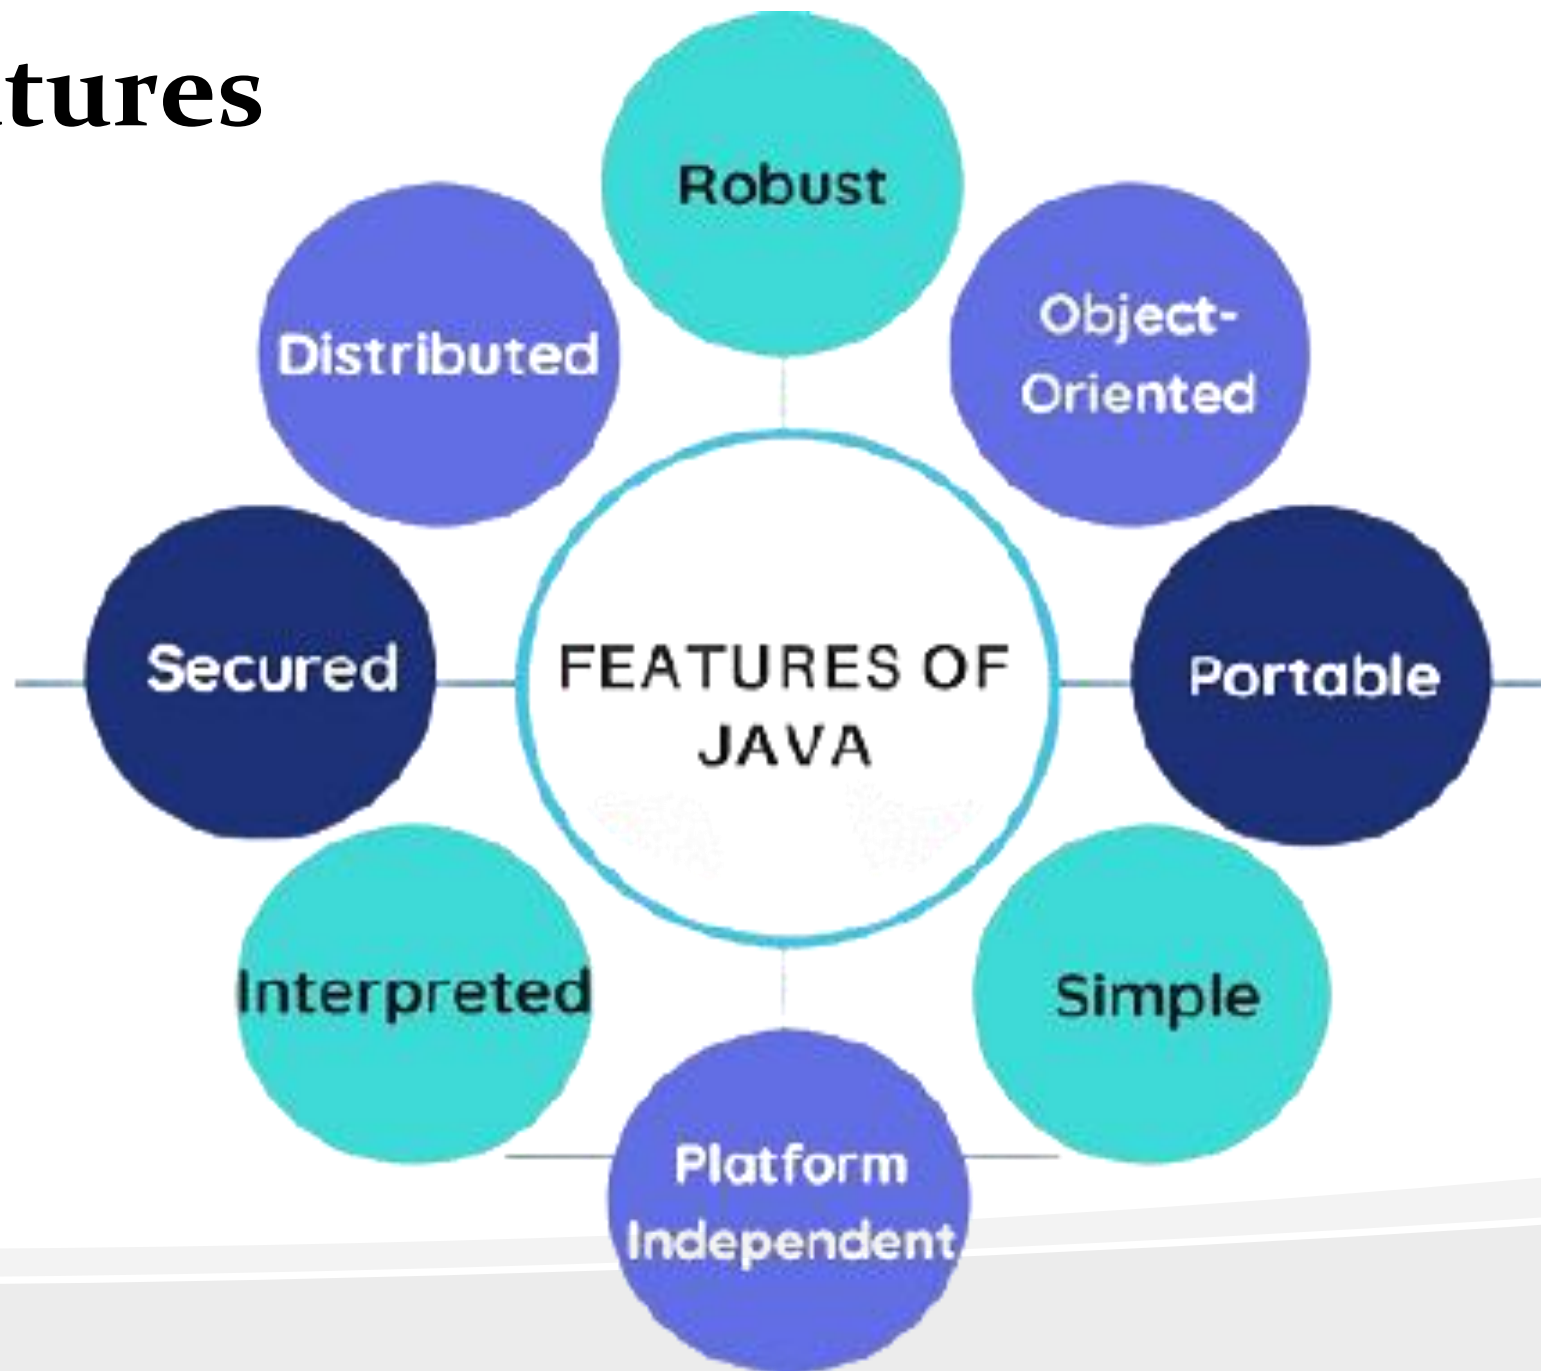 tures
Robust
Distributed
Object-
Oriented
Secured
FEATURES OF
JAVA
Portable
Interpreted
Simple
Platform
Independent